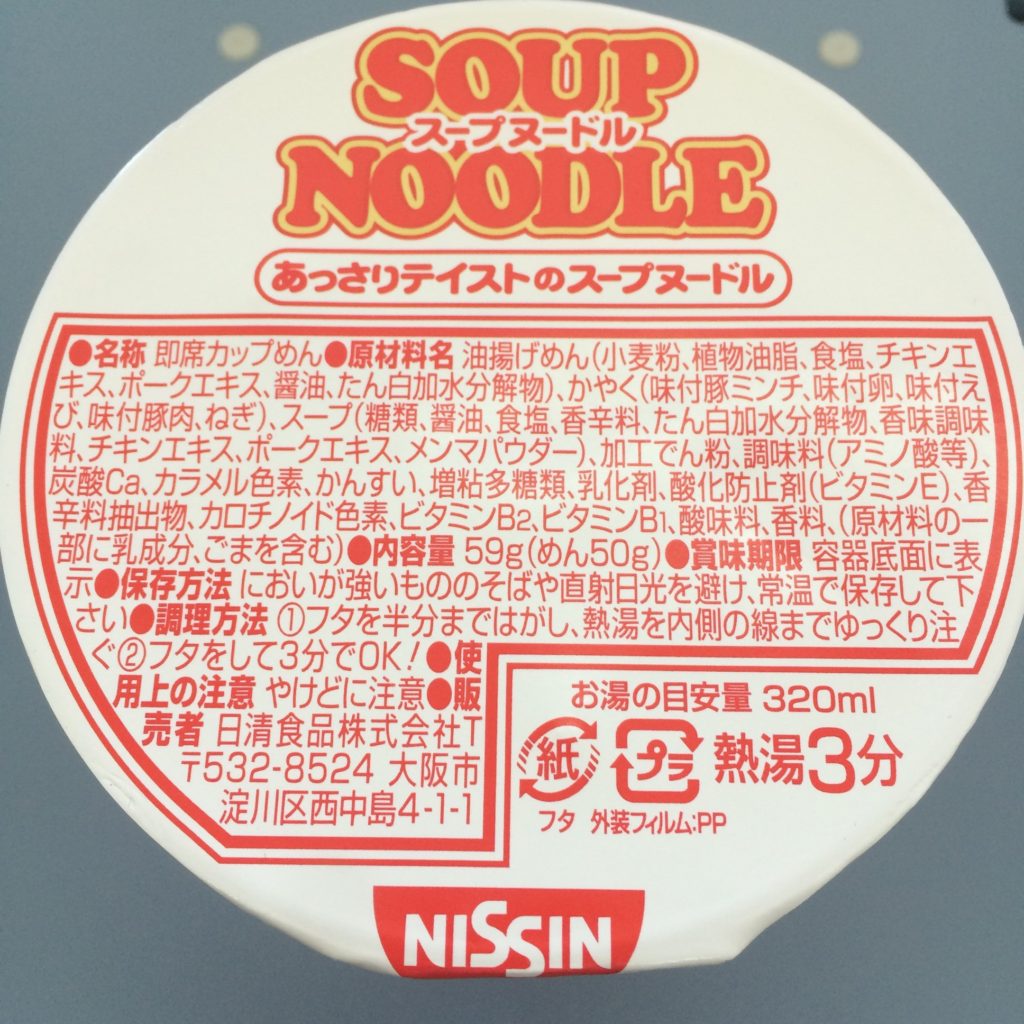 SOUP
スープヌードル
NOODLE
あっさりテイストのスープヌードル
●名称 即席カップめん●原材料名 油揚げめん(小麦粉、植物油脂、食塩、チキンエ
キス、ポークエキス、醤油、たん白加水分解物)、かやく(味付豚ミンチ、味付卵、味付え
び、味付豚肉、ねぎ)、スープ(糖類、醤油、食塩、香辛料、たん白加水分解物、香味調味
料、チキンエキス、ポークエキス、メンマパウダー)、加工でん粉、調味料(アミノ酸等)、
炭酸Ca、カラメル色素、かんすい、増粘多糖類、乳化剤、酸化防止剤(ビタミンE)、香
辛料抽出物、カロチノイド色素、ビタミンB2、ビタミンB1、酸味料、香料、(原材料の一
部に乳成分、ごまを含む)●内容量 59g(めん50g)●賞味期限 容器底面に表
示●保存方法 においが強いもののそばや直射日光を避け、常温で保存して下
さい●調理方法 ①フタを半分まではがし、熱湯を内側の線までゆっくり注
ぐ②フタをして3分でOK!●使
用上の注意 やけどに注意●販
売者 日清食品株式会社T
〒532-8524 大阪市
淀川区西中島4-1-1
お湯の目安量 320ml
紙 プラ 熱湯3分
フタ 外装フィルム:PP
NISSIN